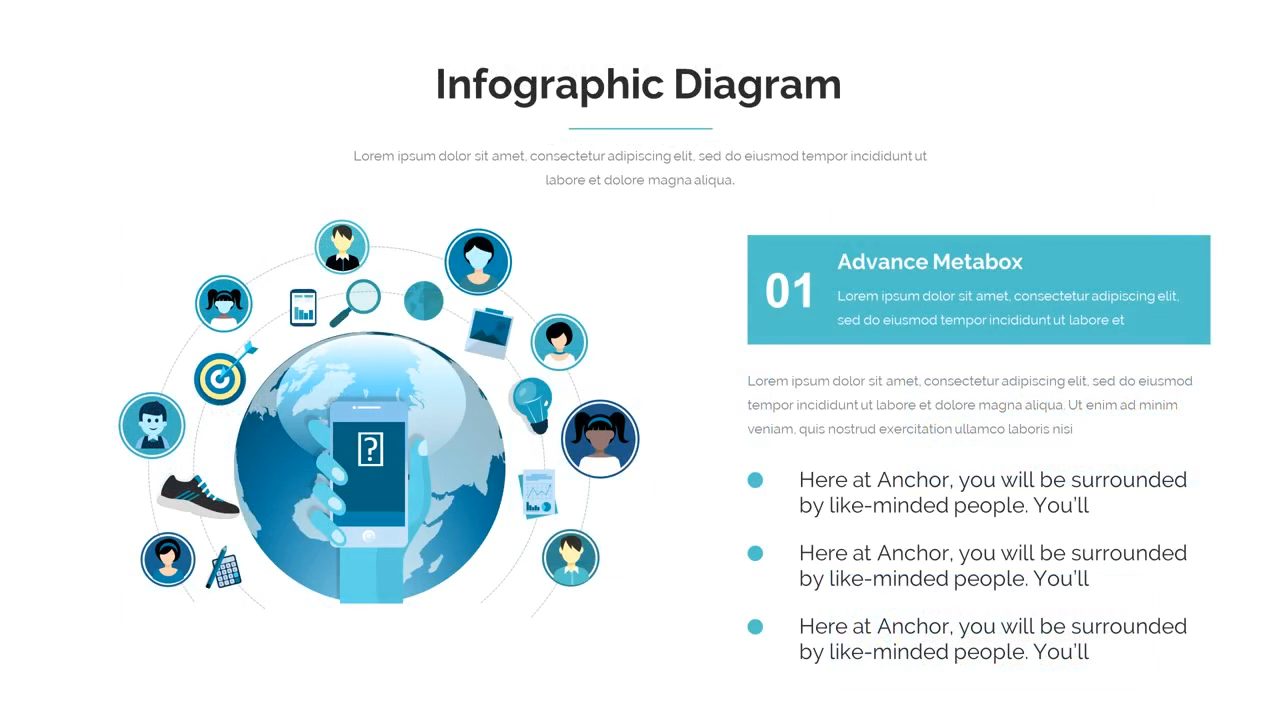 Infographic Diagram
Lorem ipsum dolor sit amet, consectetur adipiscing elit, sed do eiusmod tempor incididunt ut
labore et dolore magna aliqua.
01
Advance Metabox
Lorem ipsum dolor sit amet, consectetur adipiscing elit,
sed do eiusmod tempor incididunt ut labore et
?
Lorem ipsum dolor sit amet, consectetur adipiscing elit, sed do eiusmod
tempor incididunt ut labore et dolore magna aliqua. Ut enim ad minim
veniam, quis nostrud exercitation ullamco laboris nisi
Here at Anchor, you will be surrounded
by like-minded people. You’ll
Here at Anchor, you will be surrounded
by like-minded people. You’ll
Here at Anchor, you will be surrounded
by like-minded people. You’ll